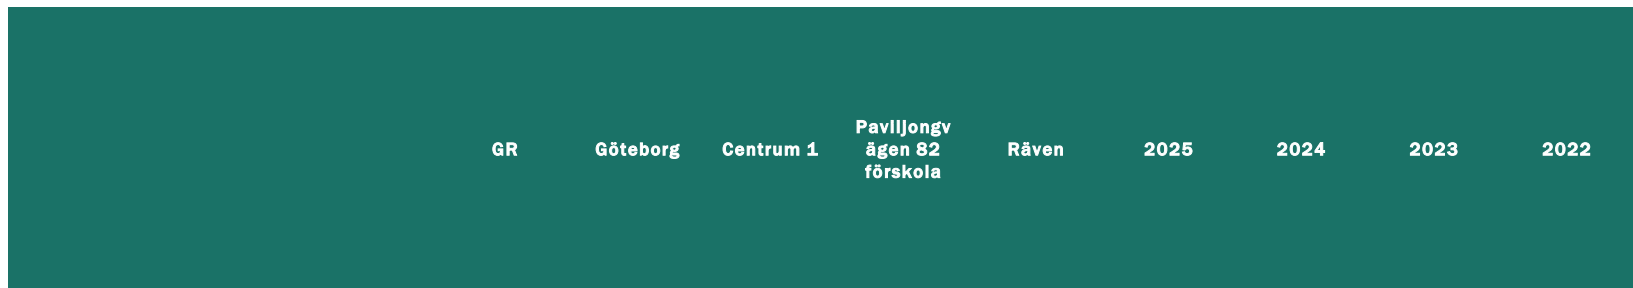 GR Göteborg Centrum 1 Paviljongv
ägen 82
förskola Räven 2025 2024 2023 2022